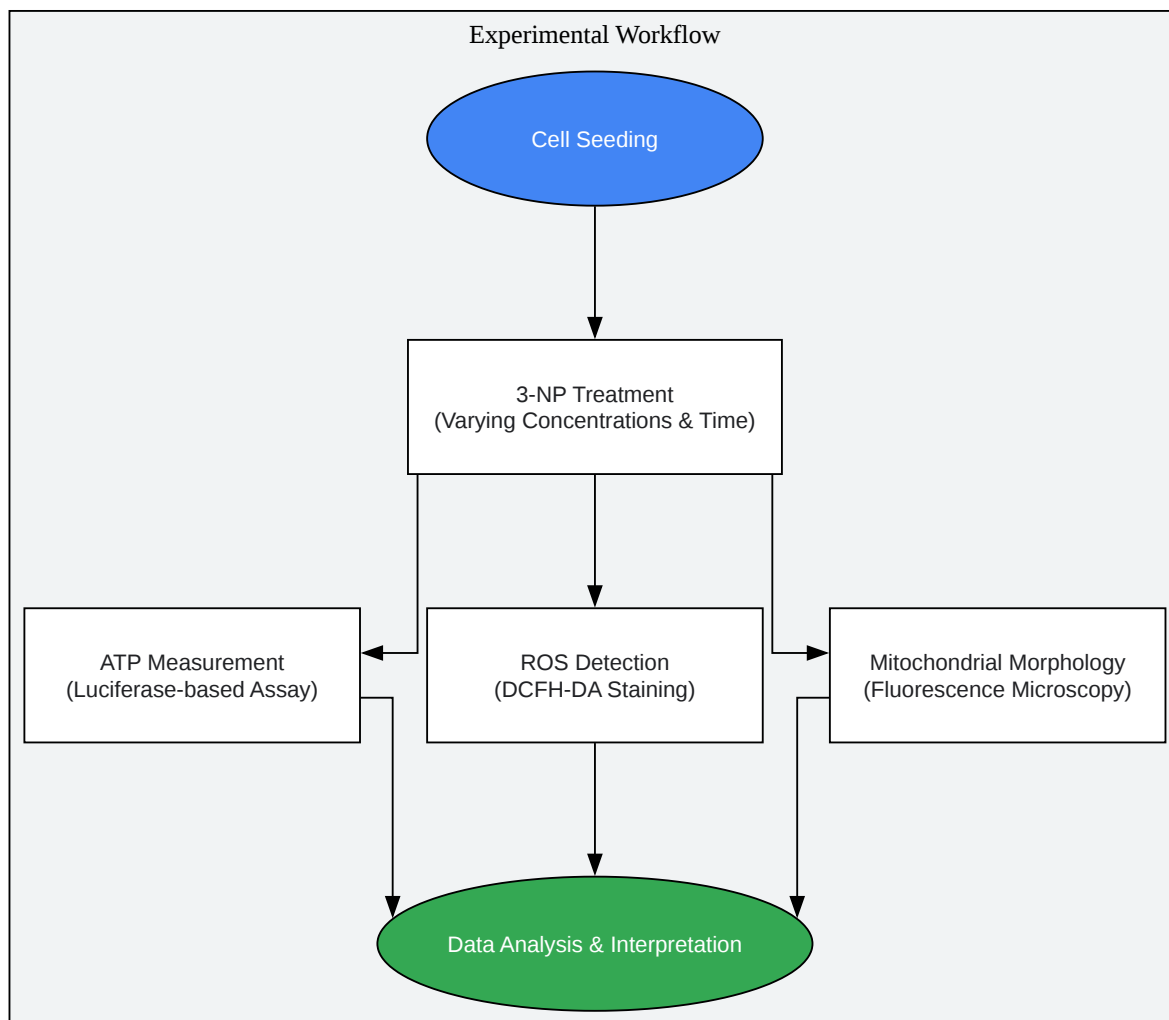 Experimental Workflow
Cell Seeding
3-NP Treatment
(Varying Concentrations & Time)
ATP Measurement
(Luciferase-based Assay)
ROS Detection
(DCFH-DA Staining)
Mitochondrial Morphology
(Fluorescence Microscopy)
Data Analysis & Interpretation